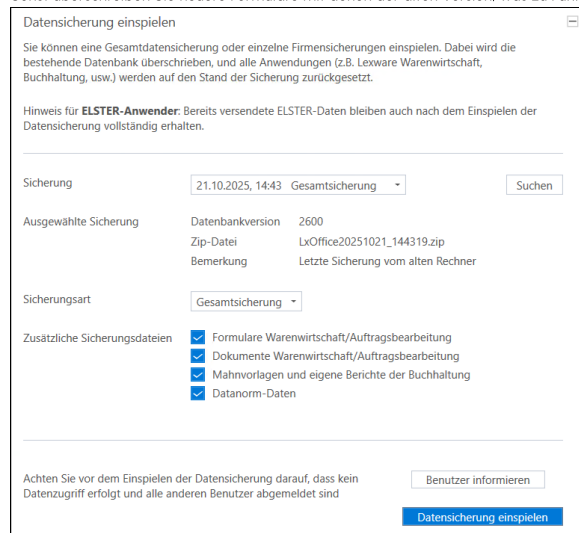 Datensicherung einspielen
Sie können eine Gesamtdatensicherung oder einzelne Firmensicherungen einspielen. Dabei wird die
bestehende Datenbank überschrieben, und alle Anwendungen (z.B. Lexware Warenwirtschaft,
Buchhaltung, usw.) werden auf den Stand der Sicherung zurückgesetzt.
Hinweis für ELSTER-Anwender: Bereits versendete ELSTER-Daten bleiben auch nach dem Einspielen der
Datensicherung vollständig erhalten.
Sicherung 21.10.2025, 14:43 Gesamtsicherung Suchen
Ausgewählte Sicherung Datenbankversion 2600
Zip-Datei LxOffice20251021_144319.zip
Bemerkung Letzte Sicherung vom alten Rechner
Sicherungsart Gesamtsicherung
Zusätzliche Sicherungsdateien Formulare Warenwirtschaft/Auftragsbearbeitung
Dokumente Warenwirtschaft/Auftragsbearbeitung
Mahnvorlagen und eigene Berichte der Buchhaltung
Datanorm-Daten
Achten Sie vor dem Einspielen der Datensicherung darauf, dass kein
Datenzugriff erfolgt und alle anderen Benutzer abgemeldet sind
Benutzer informieren
Datensicherung einspielen